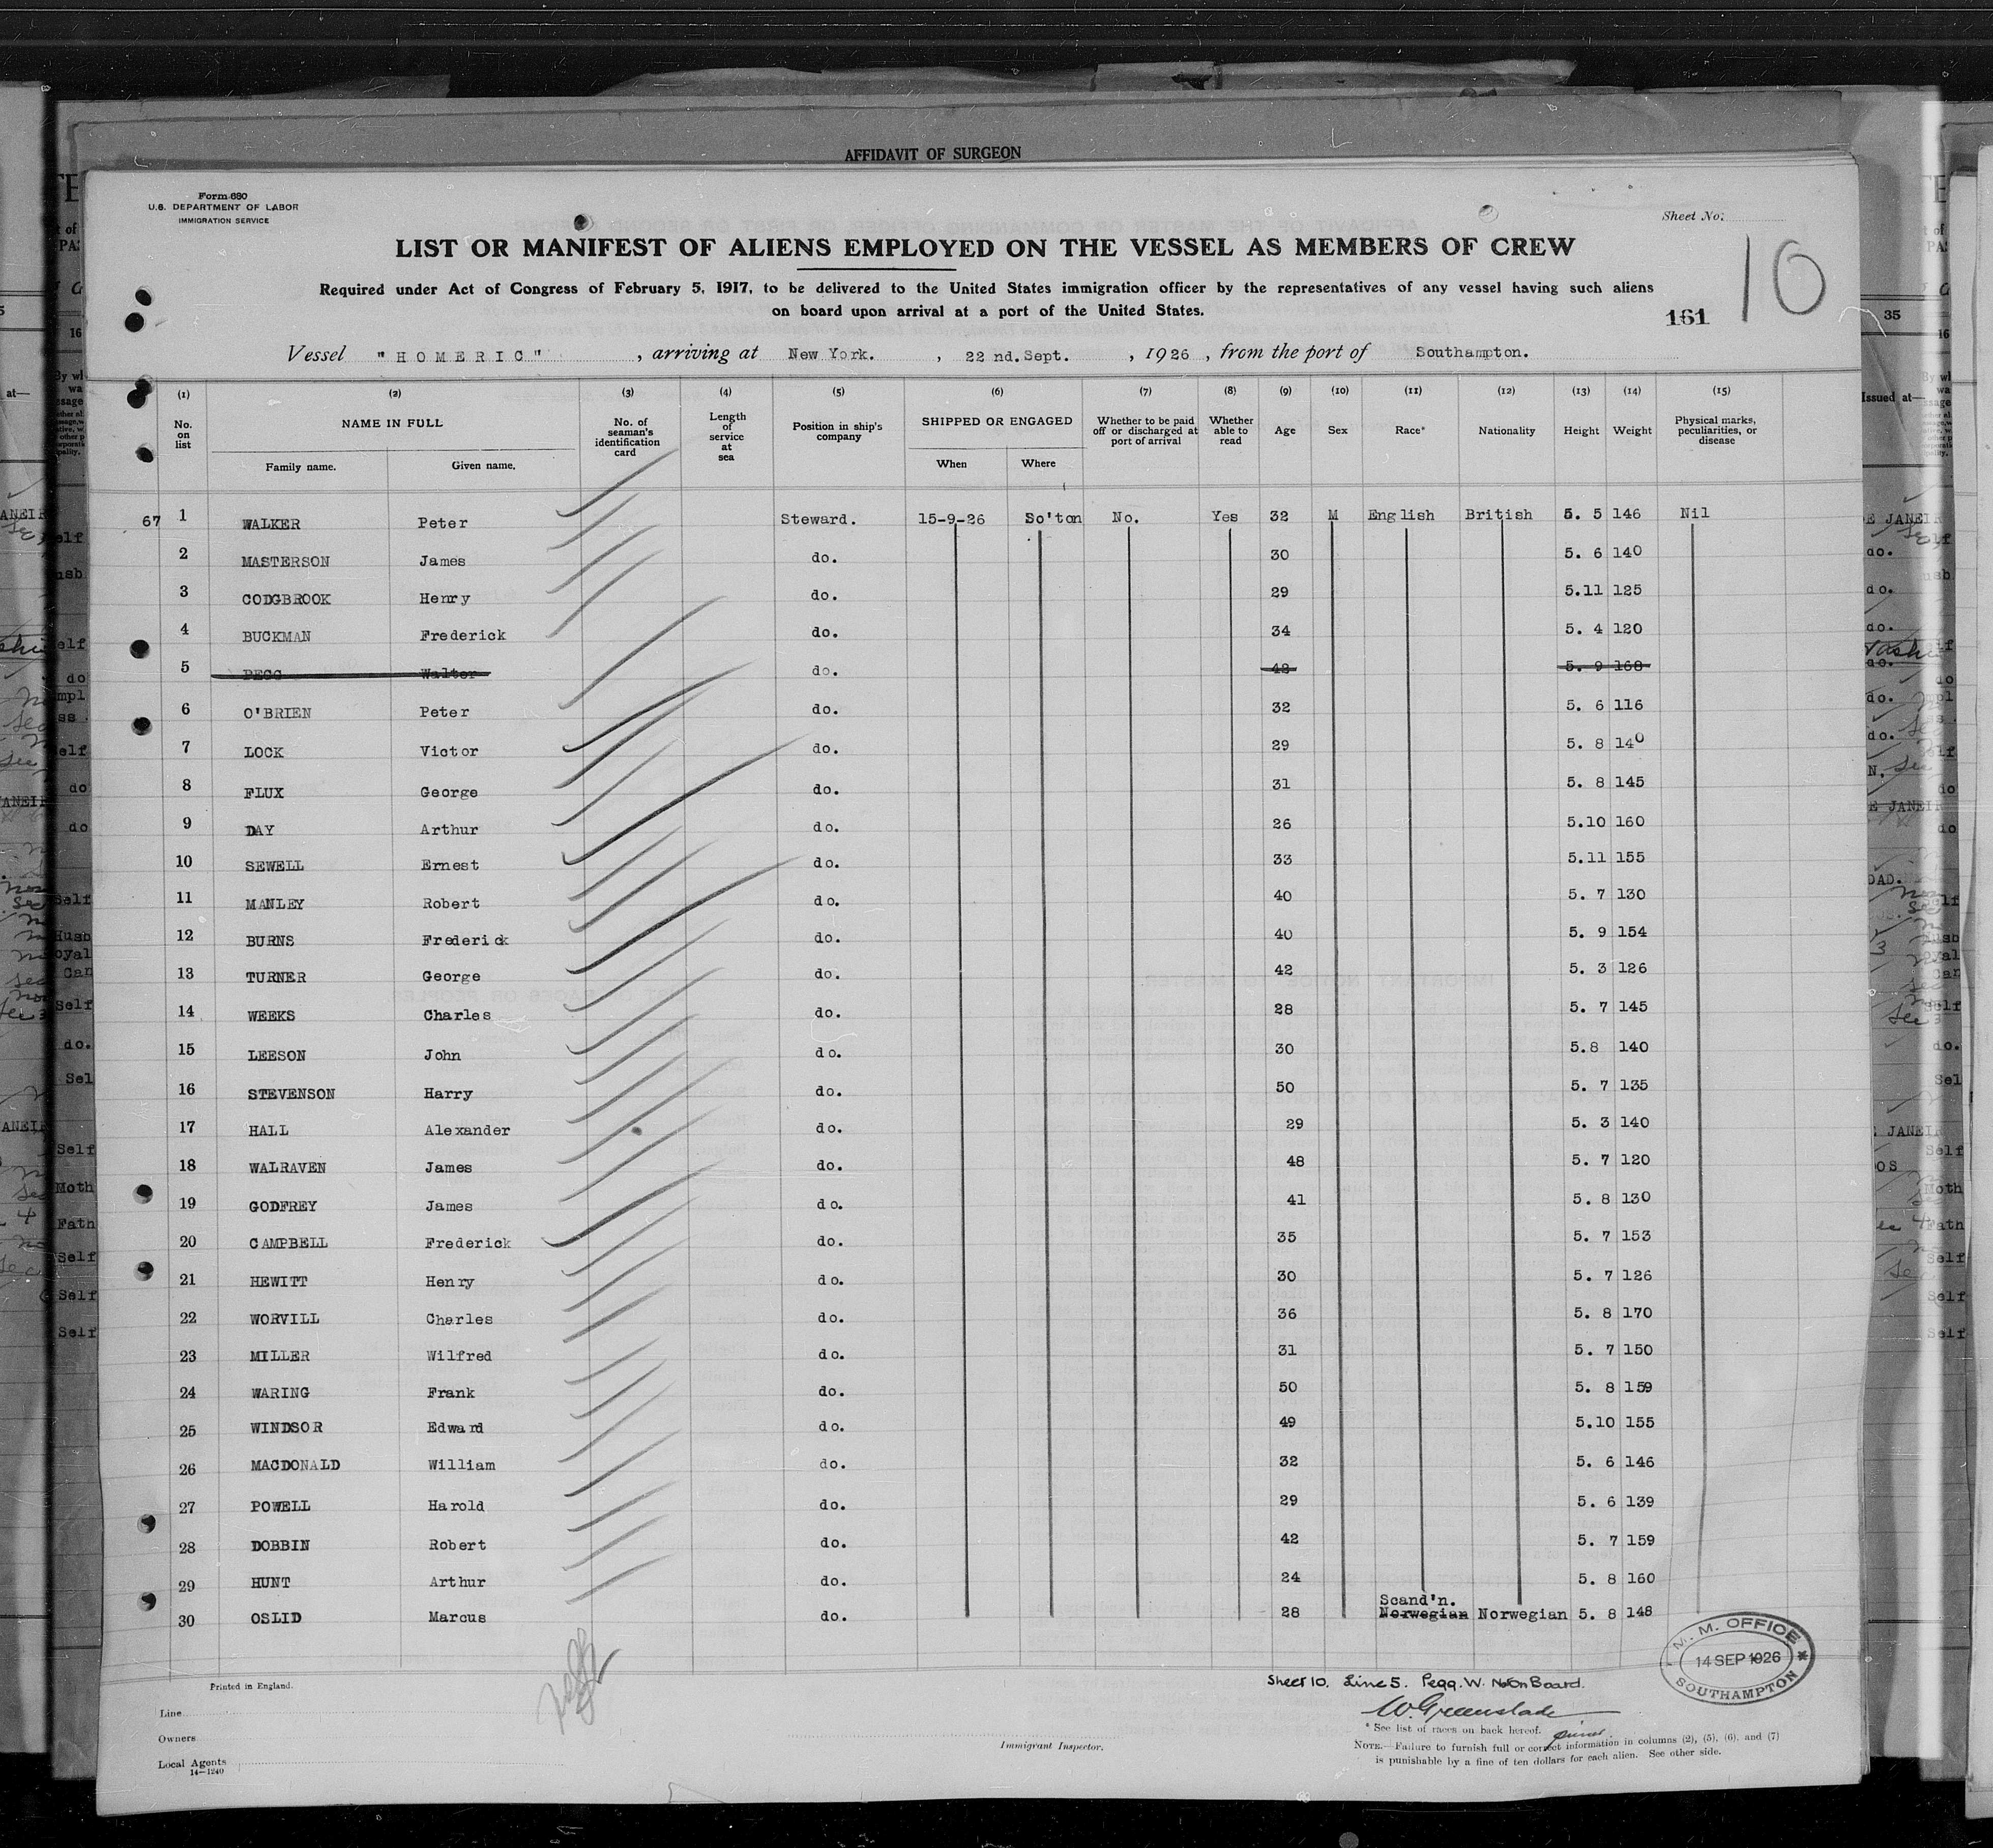 AFFIDAVIT OF SURGEON
Form 680
U.S. DEPARTMENT OF LABOR
IMMIGRATION SERVICE
Sheet No.
10
LIST OR MANIFEST OF ALIENS EMPLOYED ON THE VESSEL AS MEMBERS OF CREW
Required under Act of Congress of February 5, 1917, to be delivered to the United States immigration officer by the representatives of any vessel having such aliens
on board upon arrival at a port of the United States.
161
Vessel "HOMERIC", arriving at New York., 22 nd. Sept., 1926, from the port of Southampton.
(1) (2) (3) (4) (5) (6) (7) (8) (9) (10) (11) (12) (13) (14) (15)
No. on list NAME IN FULL No. of seaman's identification card Length of service at sea Position in ship's company SHIPPED OR ENGAGED Whether to be paid off or discharged at port of arrival Whether able to read Age Sex Race* Nationality Height Weight Physical marks, peculiarities, or disease
Family name. Given name. When Where
67 1 WALKER Peter Steward. 15-9-26 So'ton No. Yes 32 M English British 5. 5 146 Nil
2 MASTERSON James do. 30 5. 6 140
3 CODGBROOK Henry do. 29 5.11 125
4 BUCKMAN Frederick do. 34 5. 4 120
5 PEGG Walter do. 42 5. 9 168
6 O'BRIEN Peter do. 32 5. 6 116
7 LOCK Victor do. 29 5. 8 140
8 FLUX George do. 31 5. 8 145
9 DAY Arthur do. 26 5.10 160
10 SEWELL Ernest do. 33 5.11 155
11 MANLEY Robert do. 40 5. 7 130
12 BURNS Frederick do. 40 5. 9 154
13 TURNER George do. 42 5. 3 126
14 WEEKS Charles do. 28 5. 7 145
15 LEESON John do. 30 5.8 140
16 STEVENSON Harry do. 50 5. 7 135
17 HALL Alexander do. 29 5. 3 140
18 WALRAVEN James do. 48 5. 7 120
19 GODFREY James do. 41 5. 8 130
20 CAMPBELL Frederick do. 35 5. 7 153
21 HEWITT Henry do. 30 5. 7 126
22 WORVILL Charles do. 36 5. 8 170
23 MILLER Wilfred do. 31 5. 7 150
24 WARING Frank do. 50 5. 8 159
25 WINDSOR Edward do. 49 5.10 155
26 MACDONALD William do. 32 5. 6 146
27 POWELL Harold do. 29 5. 6 139
28 DOBBIN Robert do. 42 5. 7 159
29 HUNT Arthur do. 24 5. 8 160
Scand'n.
30 OSLID Marcus do. 28 Norwegian Norwegian 5. 8 148
M. M. OFFICE
14 SEP 1926
SOUTHAMPTON
Printed in England.
Sheet 10. Line 5. Pegg. W. Not On Board.
W. Greenslade
Line
Owners
Local Agents
14-1240
Immigrant Inspector.
* See list of races on back hereof.
NOTE.—Failure to furnish full or correct information in columns (2), (5), (6), and (7)
is punishable by a fine of ten dollars for each alien. See other side.